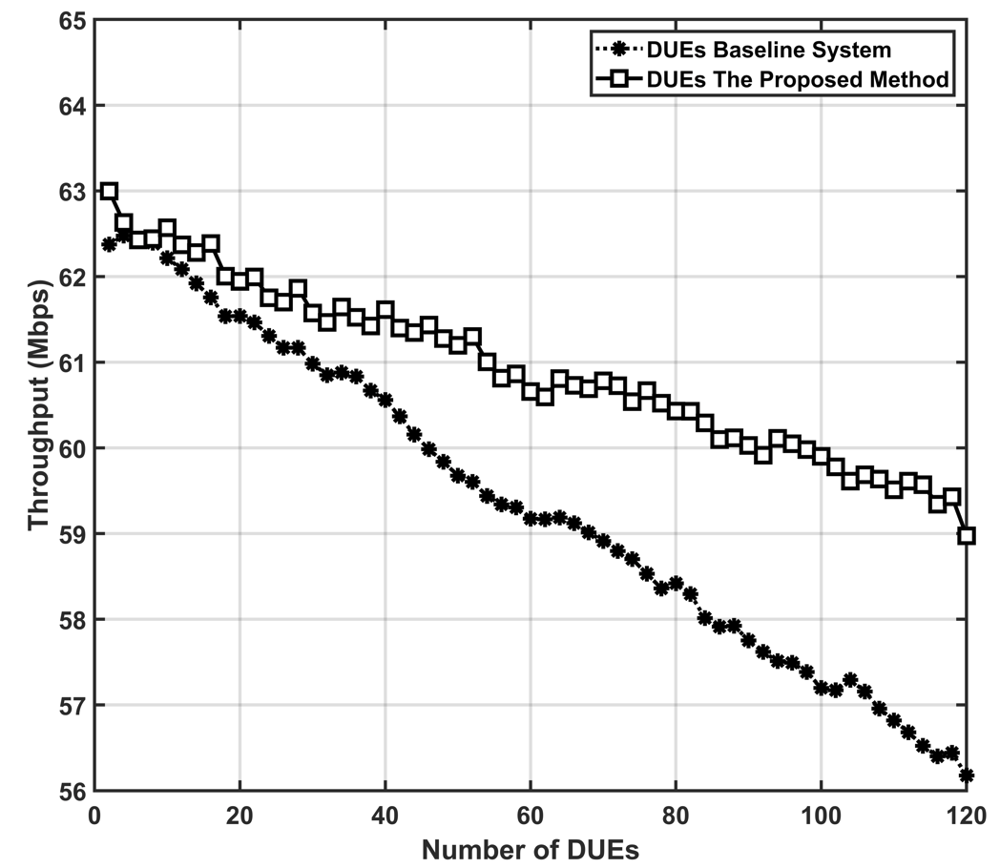 65
64
63
62
61
60
59
58
57
56
Throughput (Mbps)
DUEs Baseline System
DUEs The Proposed Method
0 20 40 60 80 100 120
Number of DUEs